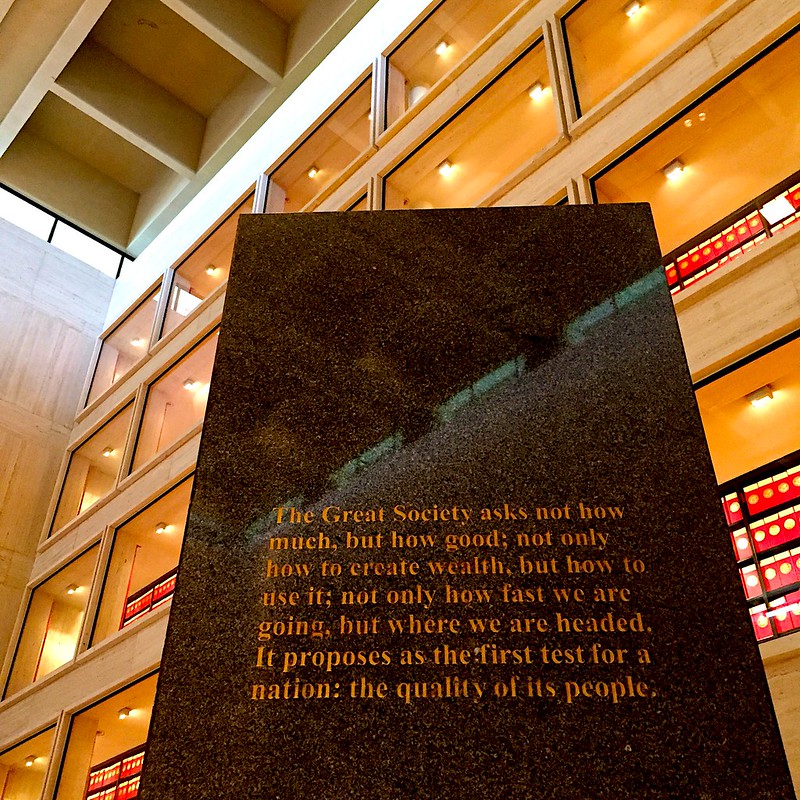 The Great Society asks not how
much, but how good; not only
how to create wealth, but how to
use it; not only how fast we are
going, but where we are headed.
It proposes as the first test for a
nation: the quality of its people.